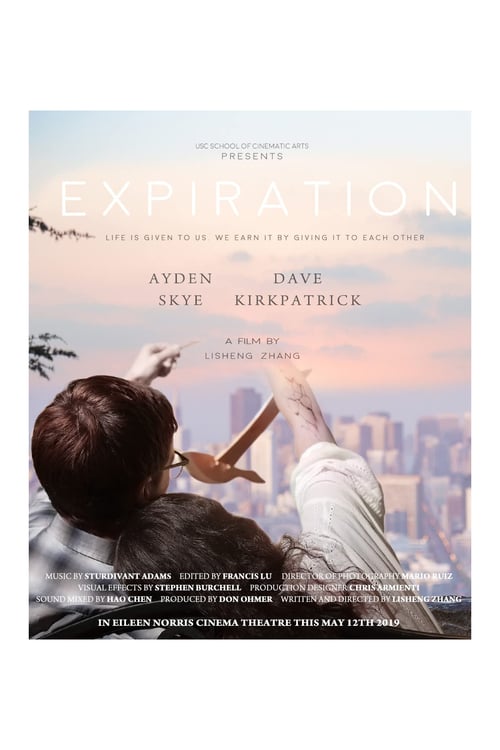 USC SCHOOL OF CINEMATIC ARTS
PRESENTS
EXPIRATION
LIFE IS GIVEN TO US. WE EARN IT BY GIVING IT TO EACH OTHER
AYDEN SKYE
DAVE KIRKPATRICK
A FILM BY
LISHENG ZHANG
MUSIC BY STURDIVANT ADAMS EDITED BY FRANCIS LU DIRECTOR OF PHOTOGRAPHY MARIO RUIZ
VISUAL EFFECTS BY STEPHEN BURCHELL PRODUCTION DESIGNER CHRIS ARMIENTI
SOUND MIXED BY HAO CHEN PRODUCED BY DON OHMER WRITTEN AND DIRECTED BY LISHENG ZHANG
IN EILEEN NORRIS CINEMA THEATRE THIS MAY 12TH 2019